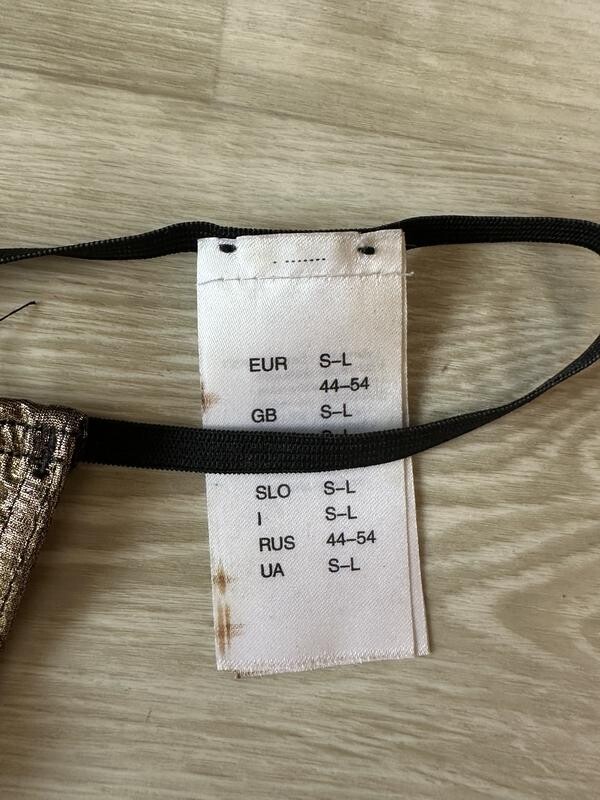 EUR S–L
44–54
GB S–L
SLO S–L
I S–L
RUS 44–54
UA S–L